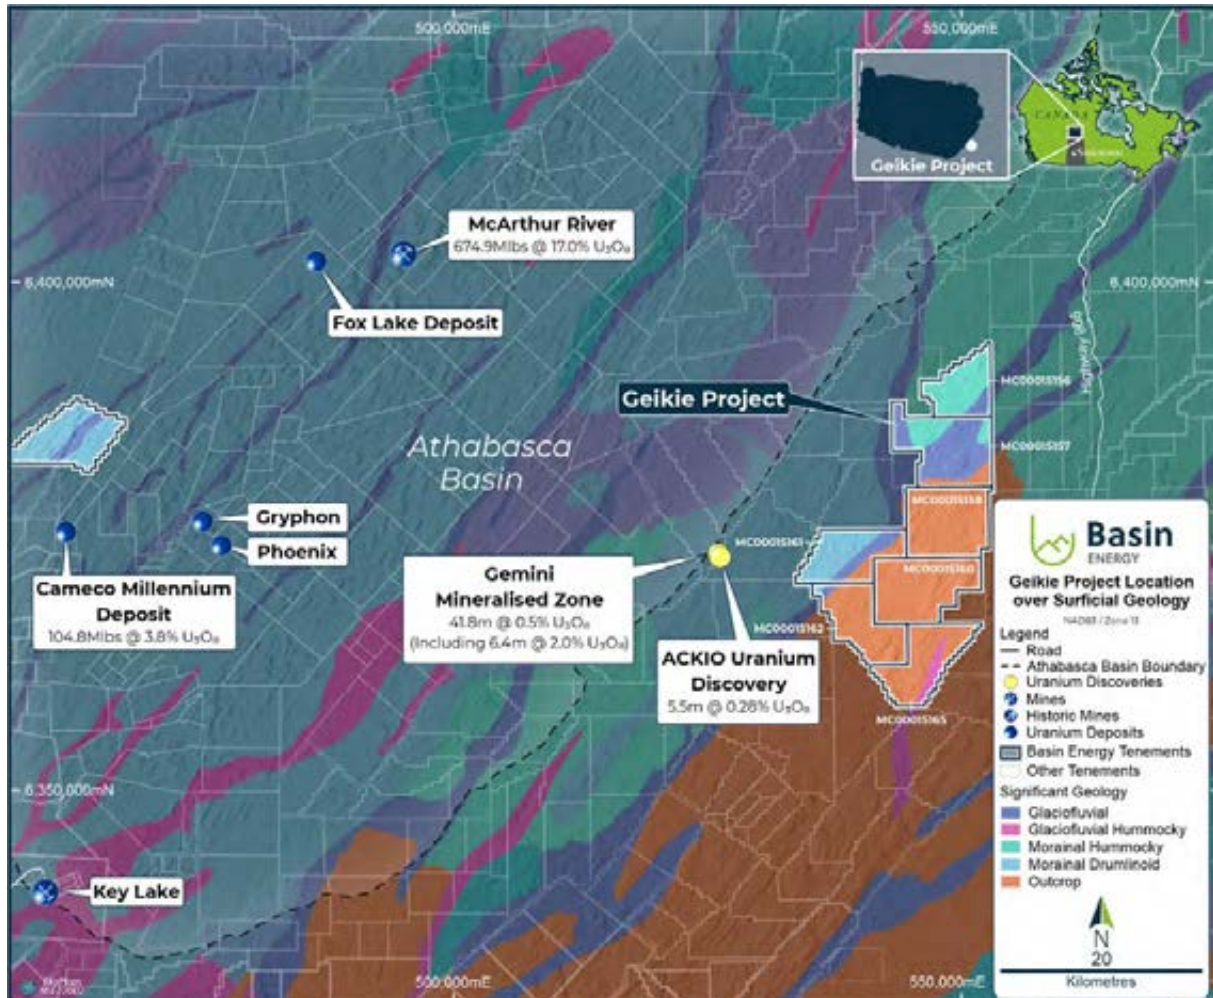 500,000mE
550,000mE
CANADA
Geikie Project
McArthur River
674.9Mlbs @ 17.0% U₃O₈
6,400,000mN
6,400,000mN
Fox Lake Deposit
Highway 905
MC00015156
Geikie Project
MC00015157
Athabasca
Basin
MC00015158
Gryphon
Phoenix
MC00015161
MC00015160
Cameco Millennium
Deposit
104.8Mlbs @ 3.8% U₃O₈
Gemini
Mineralised Zone
41.8m @ 0.5% U₃O₈
(Including 6.4m @ 2.0% U₃O₈)
MC00015162
ACKIO Uranium
Discovery
5.5m @ 0.28% U₃O₈
MC00015165
6,350,000mN
Key Lake
500,000mE
550,000mE
Basin
ENERGY
Geikie Project Location
over Surficial Geology
NAD83 / Zone 13
Legend
Road
Athabasca Basin Boundary
Uranium Discoveries
Mines
Historic Mines
Uranium Deposits
Basin Energy Tenements
Other Tenements
Significant Geology
Glaciofluvial
Glaciofluvial Hummocky
Morainal Hummocky
Morainal Drumlinoid
Outcrop
N
20
Kilometres